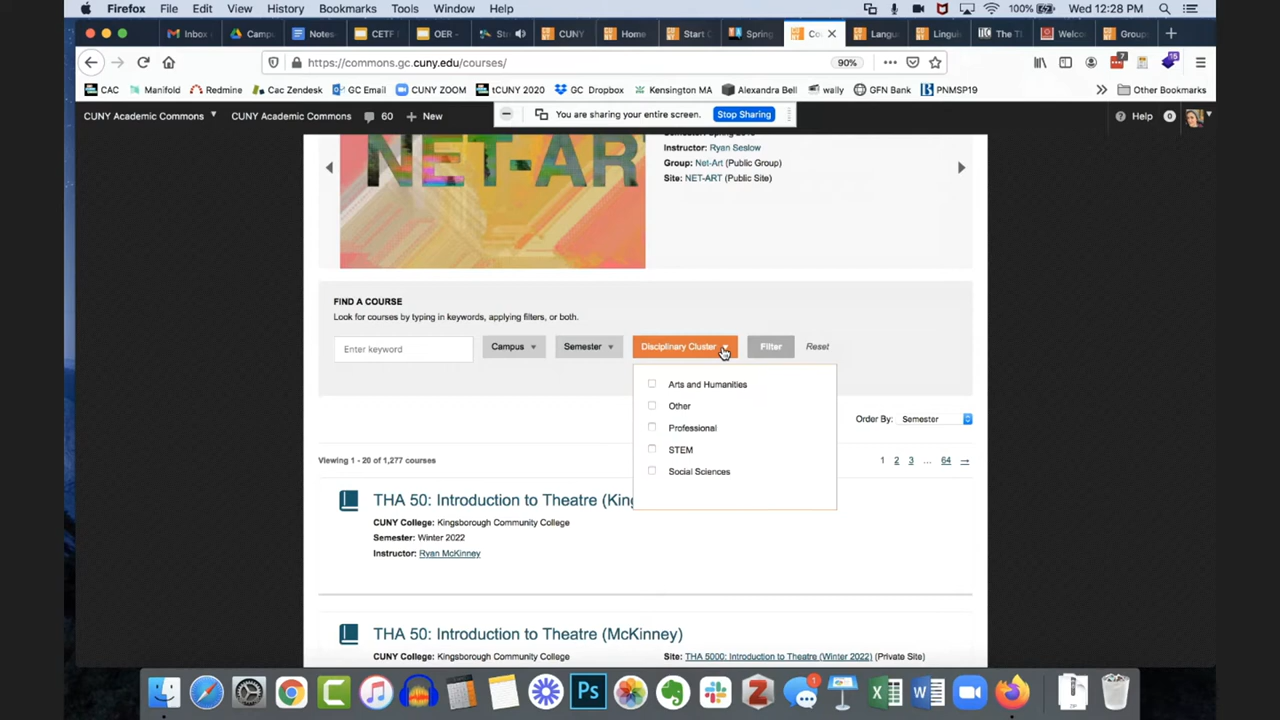 Firefox File Edit View History Bookmarks Tools Window Help 100% Wed 12:28 PM
Inbox Campu Notes CETF OER - Str CUNY Home Start C Spring Co Langu Linguis The T Welco Group
https://commons.gc.cuny.edu/courses/ 90% 7
CAC Manifold Redmine Cac Zendesk GC Email CUNY ZOOM tCUNY 2020 GC Dropbox Kensington MA Alexandra Bell wally GFN Bank PNMSP19 Other Bookmarks
CUNY Academic Commons CUNY Academic Commons 60 New You are sharing your entire screen. Stop Sharing Help 0
NET-AR
Instructor: Ryan Seslow
Group: Net-Art (Public Group)
Site: NET-ART (Public Site)
FIND A COURSE
Look for courses by typing in keywords, applying filters, or both.
Enter keyword Campus Semester Disciplinary Cluster Filter Reset
Arts and Humanities
Other
Professional
STEM
Social Sciences
Order By: Semester
Viewing 1 - 20 of 1,277 courses 1 2 3 ... 64 →
THA 50: Introduction to Theatre (King
CUNY College: Kingsborough Community College
Semester: Winter 2022
Instructor: Ryan McKinney
THA 50: Introduction to Theatre (McKinney)
CUNY College: Kingsborough Community College Site: THA 5000: Introduction to Theatre (Winter 2022) (Private Site)
Ps 1 Z X W ZIP